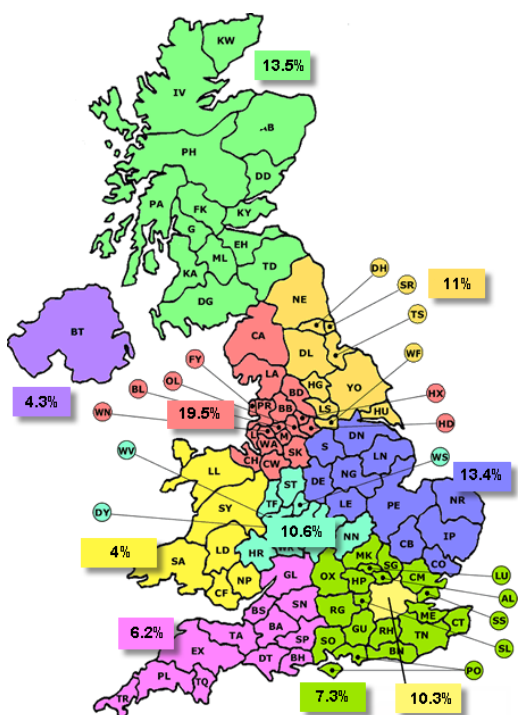 KW
13.5%
IV
AB
PH
DD
PA
FK
KY
G
EH
ML
KA
TD
DG
DH
NE
SR
11%
TS
BT
CA
DL
WF
FY
LA
HG
YO
OL
BD
HX
BL
PR
BB
LS
HU
4.3%
WN
19.5%
HD
L
WA
M
S
DN
WV
CH
CW
SK
LN
WS
LL
ST
DE
NG
13.4%
NR
TF
LE
PE
DY
SY
10.6%
NN
CB
IP
4%
LD
HR
WR
MK
CO
SA
GL
OX
SG
CM
LU
NP
HP
AL
CF
SN
RG
ME
CT
SS
BS
6.2%
BA
GU
RH
TN
SL
TA
SP
SO
BN
EX
DT
BH
PO
PL
TQ
7.3%
10.3%
TR